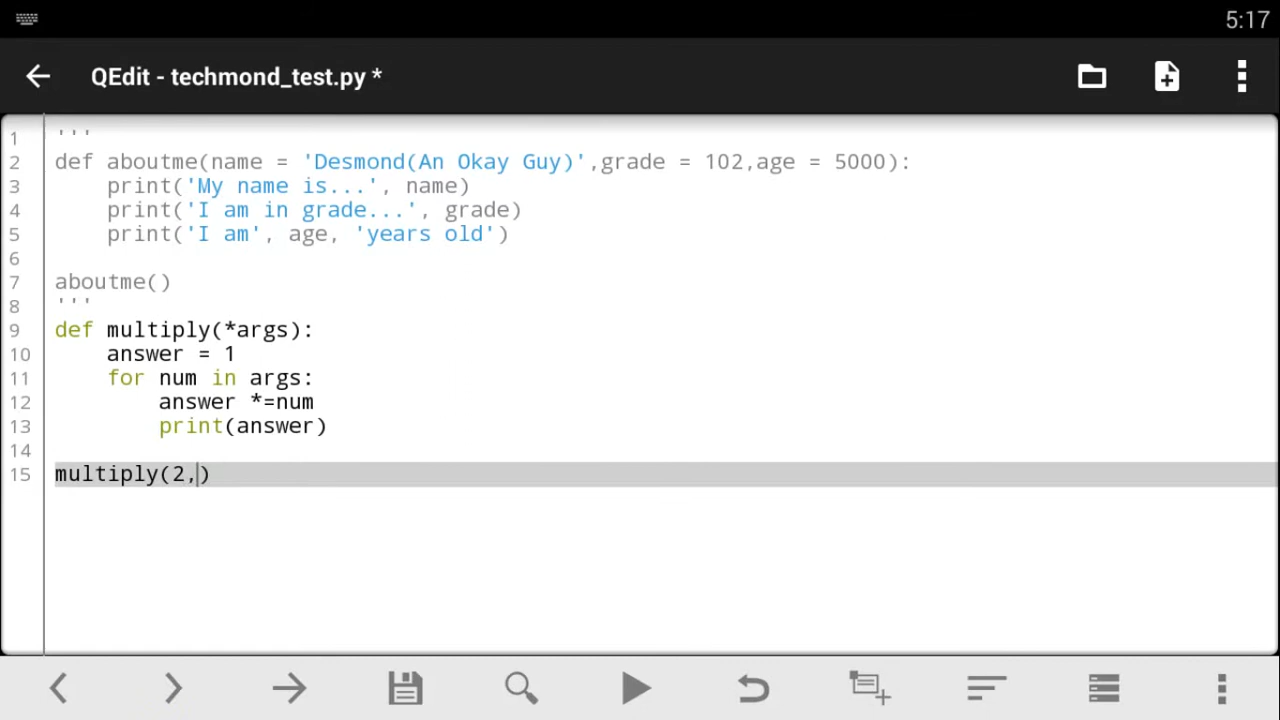 5:17
QEdit - techmond_test.py *
1 '''
2 def aboutme(name = 'Desmond(An Okay Guy)',grade = 102,age = 5000):
3     print('My name is...', name)
4     print('I am in grade...', grade)
5     print('I am', age, 'years old')
6
7 aboutme()
8 '''
9 def multiply(*args):
10     answer = 1
11     for num in args:
12         answer *=num
13         print(answer)
14
15 multiply(2,)